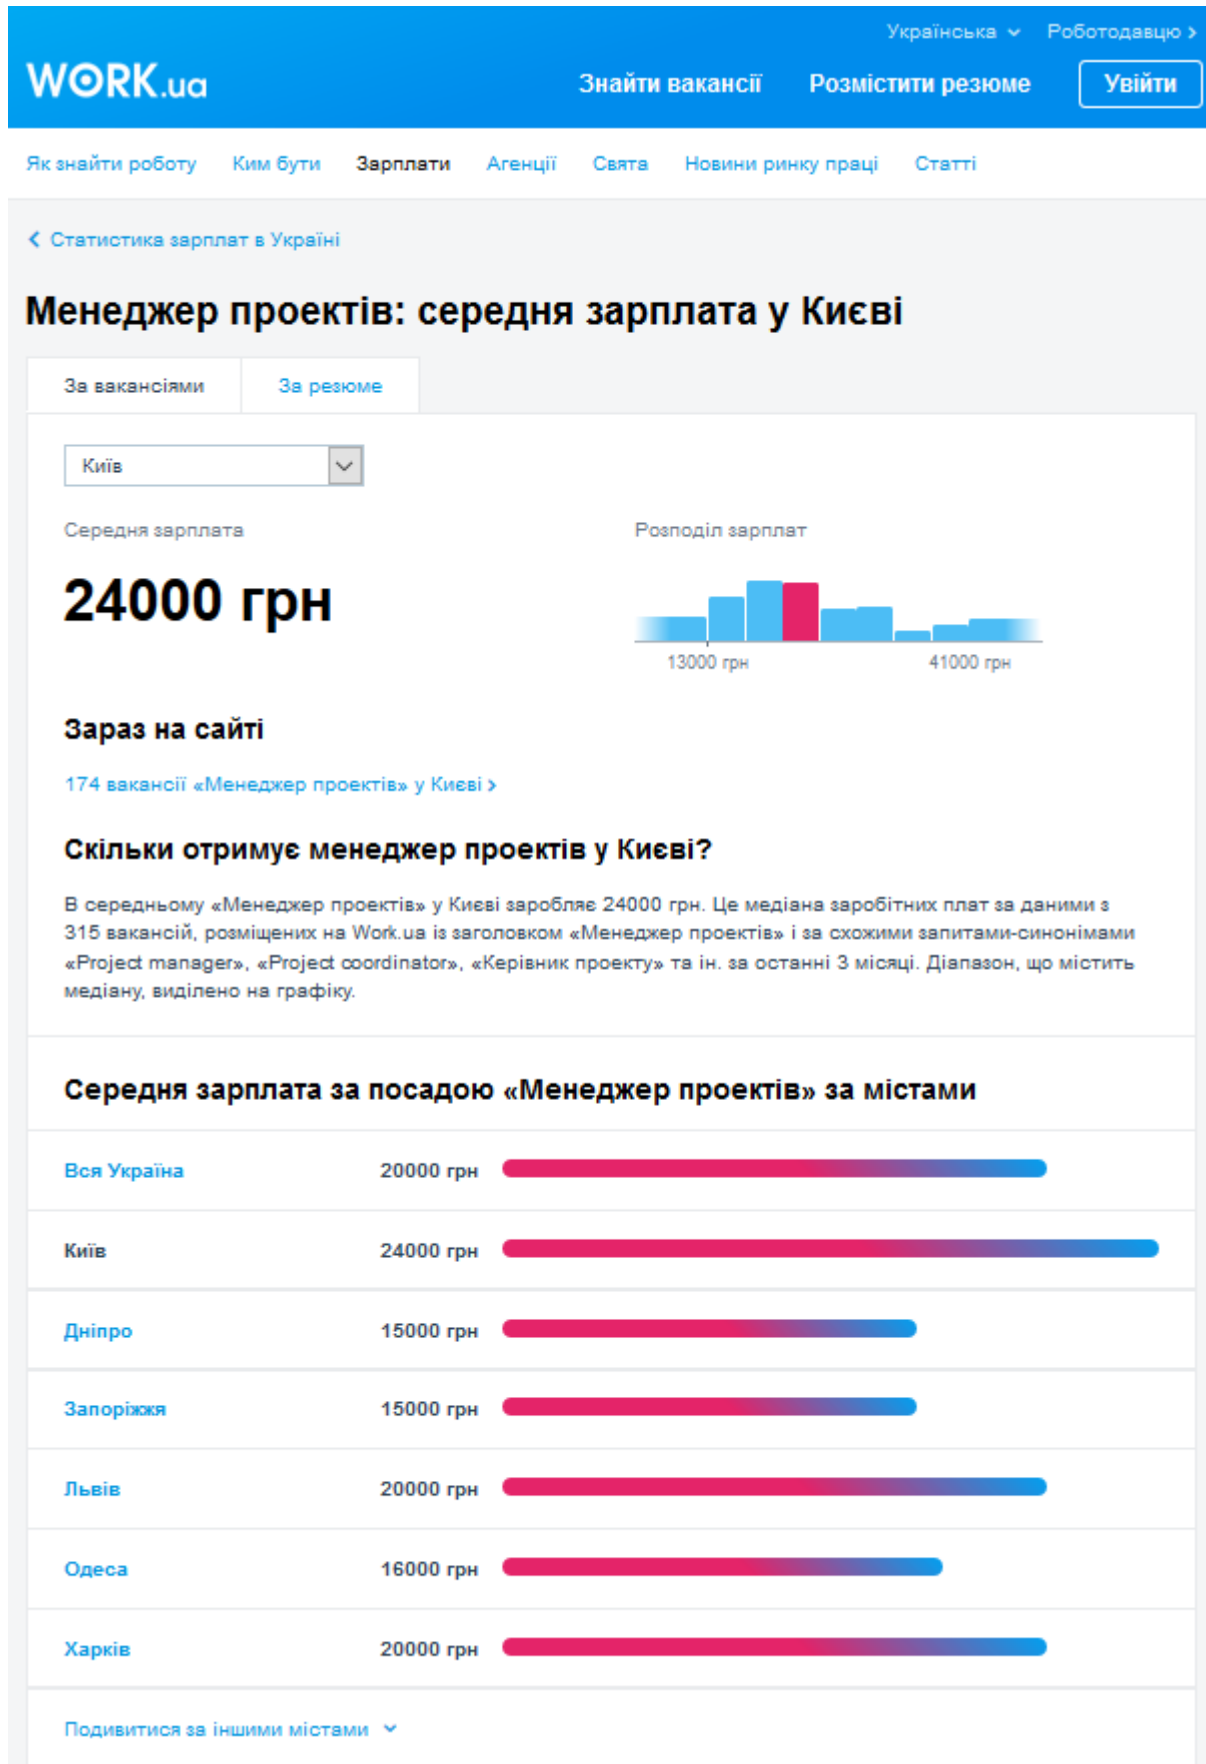 Українська Роботодавцю
WORK.ua Знайти вакансії Розмістити резюме Увійти
Як знайти роботу Ким бути Зарплати Агенції Свята Новини ринку праці Статті
Статистика зарплат в Україні
Менеджер проектів: середня зарплата у Києві
За вакансіями За резюме
Київ
Середня зарплата Розподіл зарплат
24000 грн
13000 грн 41000 грн
Зараз на сайті
174 вакансії «Менеджер проектів» у Києві
Скільки отримує менеджер проектів у Києві?
В середньому «Менеджер проектів» у Києві заробляє 24000 грн. Це медіана заробітних плат за даними з
315 вакансій, розміщених на Work.ua із заголовком «Менеджер проектів» і за схожими запитами-синонімами
«Project manager», «Project coordinator», «Керівник проекту» та ін. за останні 3 місяці. Діапазон, що містить
медіану, виділено на графіку.
Середня зарплата за посадою «Менеджер проектів» за містами
Вся Україна 20000 грн
Київ 24000 грн
Дніпро 15000 грн
Запоріжжя 15000 грн
Львів 20000 грн
Одеса 16000 грн
Харків 20000 грн
Подивитися за іншими містами